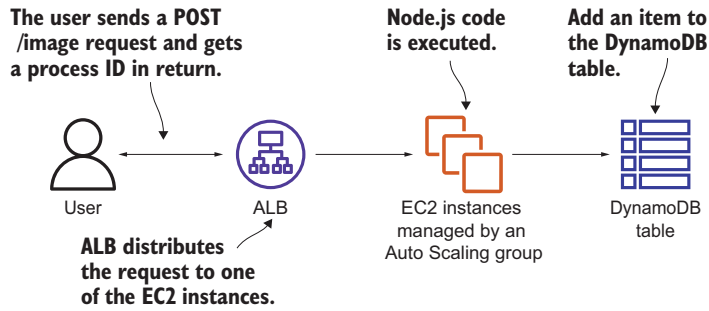 The user sends a POST
/image request and gets
a process ID in return.
Node.js code
is executed.
Add an item to
the DynamoDB
table.
User
ALB
EC2 instances
managed by an
Auto Scaling group
DynamoDB
table
ALB distributes
the request to one
of the EC2 instances.